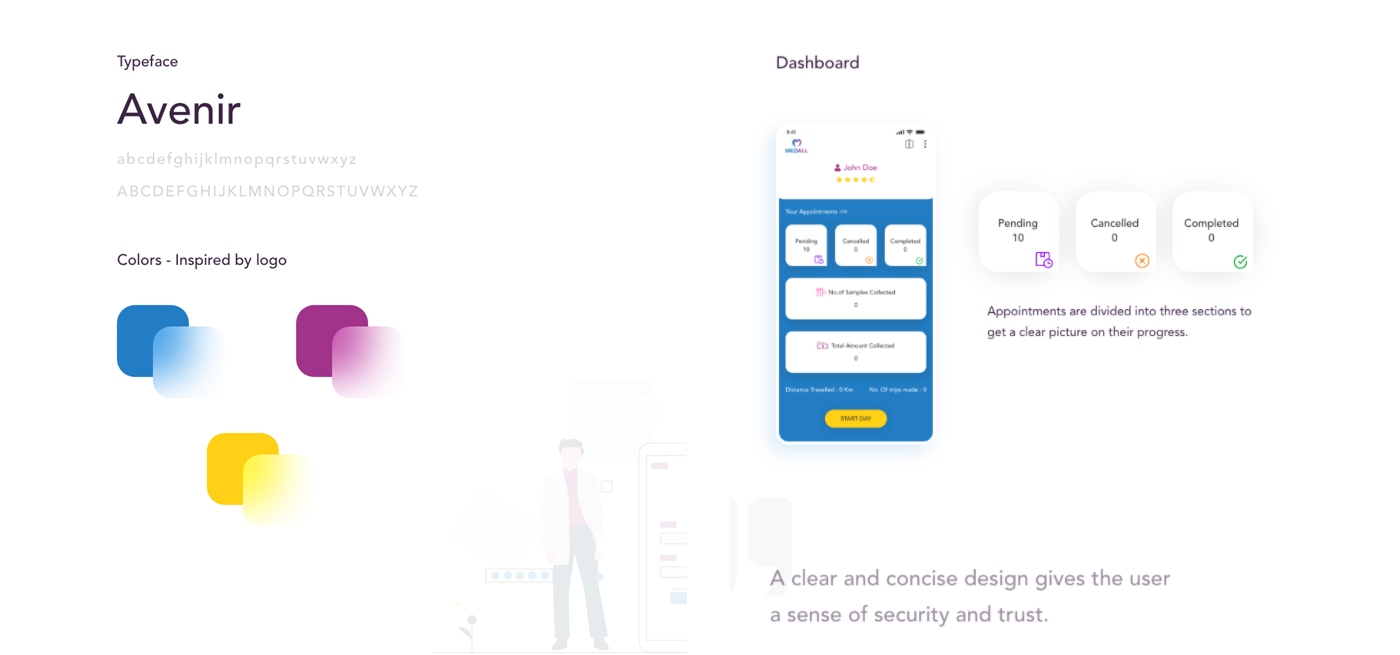 Typeface
Avenir
abcdefghijklmnopqrstuvwxyz
ABCDEFGHIJKLMNOPQRSTUVWXYZ
Colors - Inspired by logo
Dashboard
9:41
MEDALL
John Doe
Your Appointments
Pending
10
Cancelled
0
Completed
0
No.of Samples Collected
0
Total Amount Collected
0
Distance Travelled : 0 Km
No. Of trips made : 0
START DAY
Pending
10
Cancelled
0
Completed
0
Appointments are divided into three sections to
get a clear picture on their progress.
A clear and concise design gives the user
a sense of security and trust.